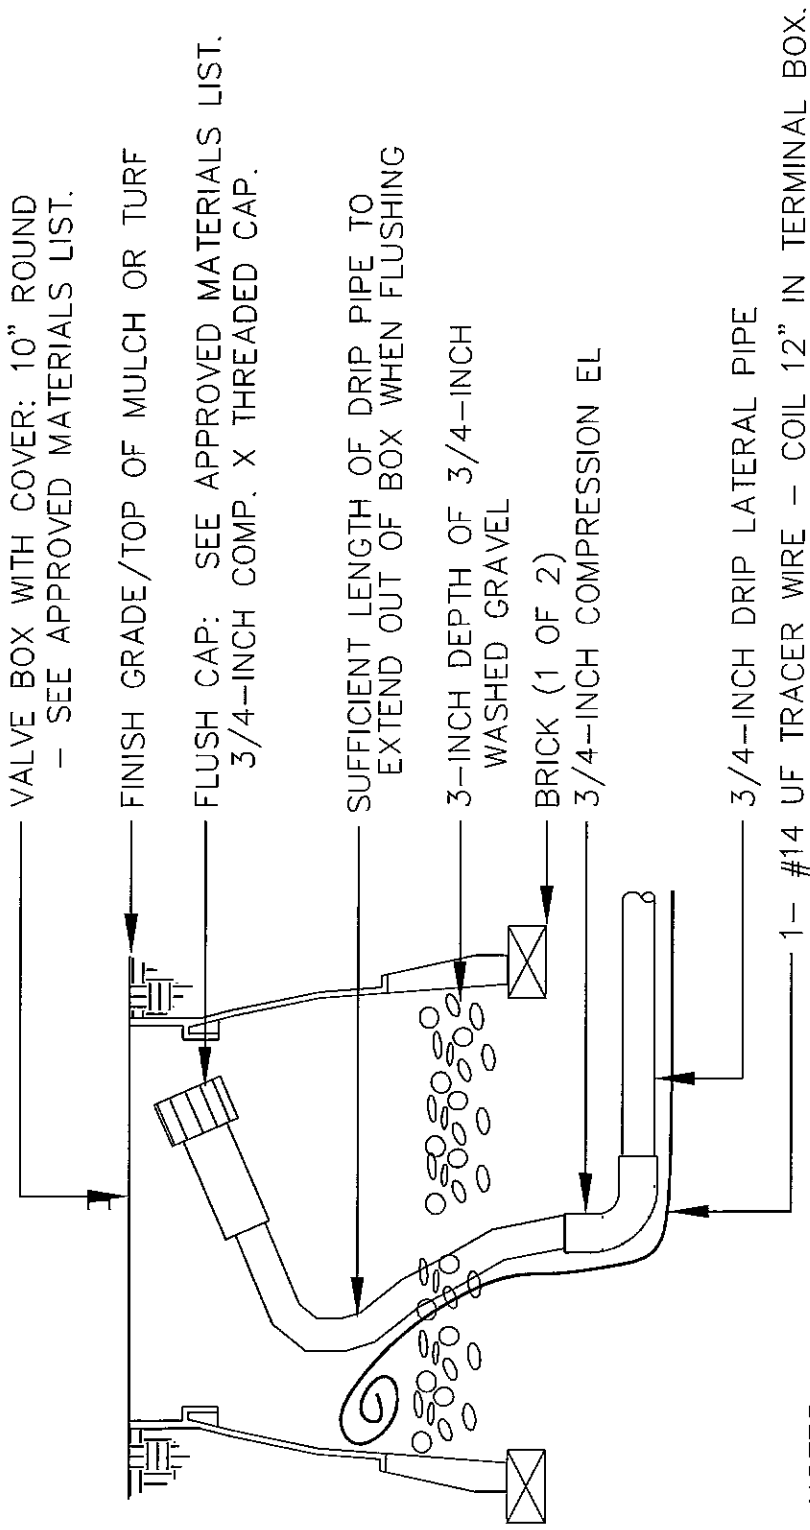 VALVE BOX WITH COVER: 10" ROUND
- SEE APPROVED MATERIALS LIST.
FINISH GRADE/TOP OF MULCH OR TURF
FLUSH CAP: SEE APPROVED MATERIALS LIST.
3/4-INCH COMP. X THREADED CAP.
SUFFICIENT LENGTH OF DRIP PIPE TO
EXTEND OUT OF BOX WHEN FLUSHING
3-INCH DEPTH OF 3/4-INCH
WASHED GRAVEL
BRICK (1 OF 2)
3/4-INCH COMPRESSION EL
3/4-INCH DRIP LATERAL PIPE
1- #14 UF TRACER WIRE - COIL 12" IN TERMINAL BOX.